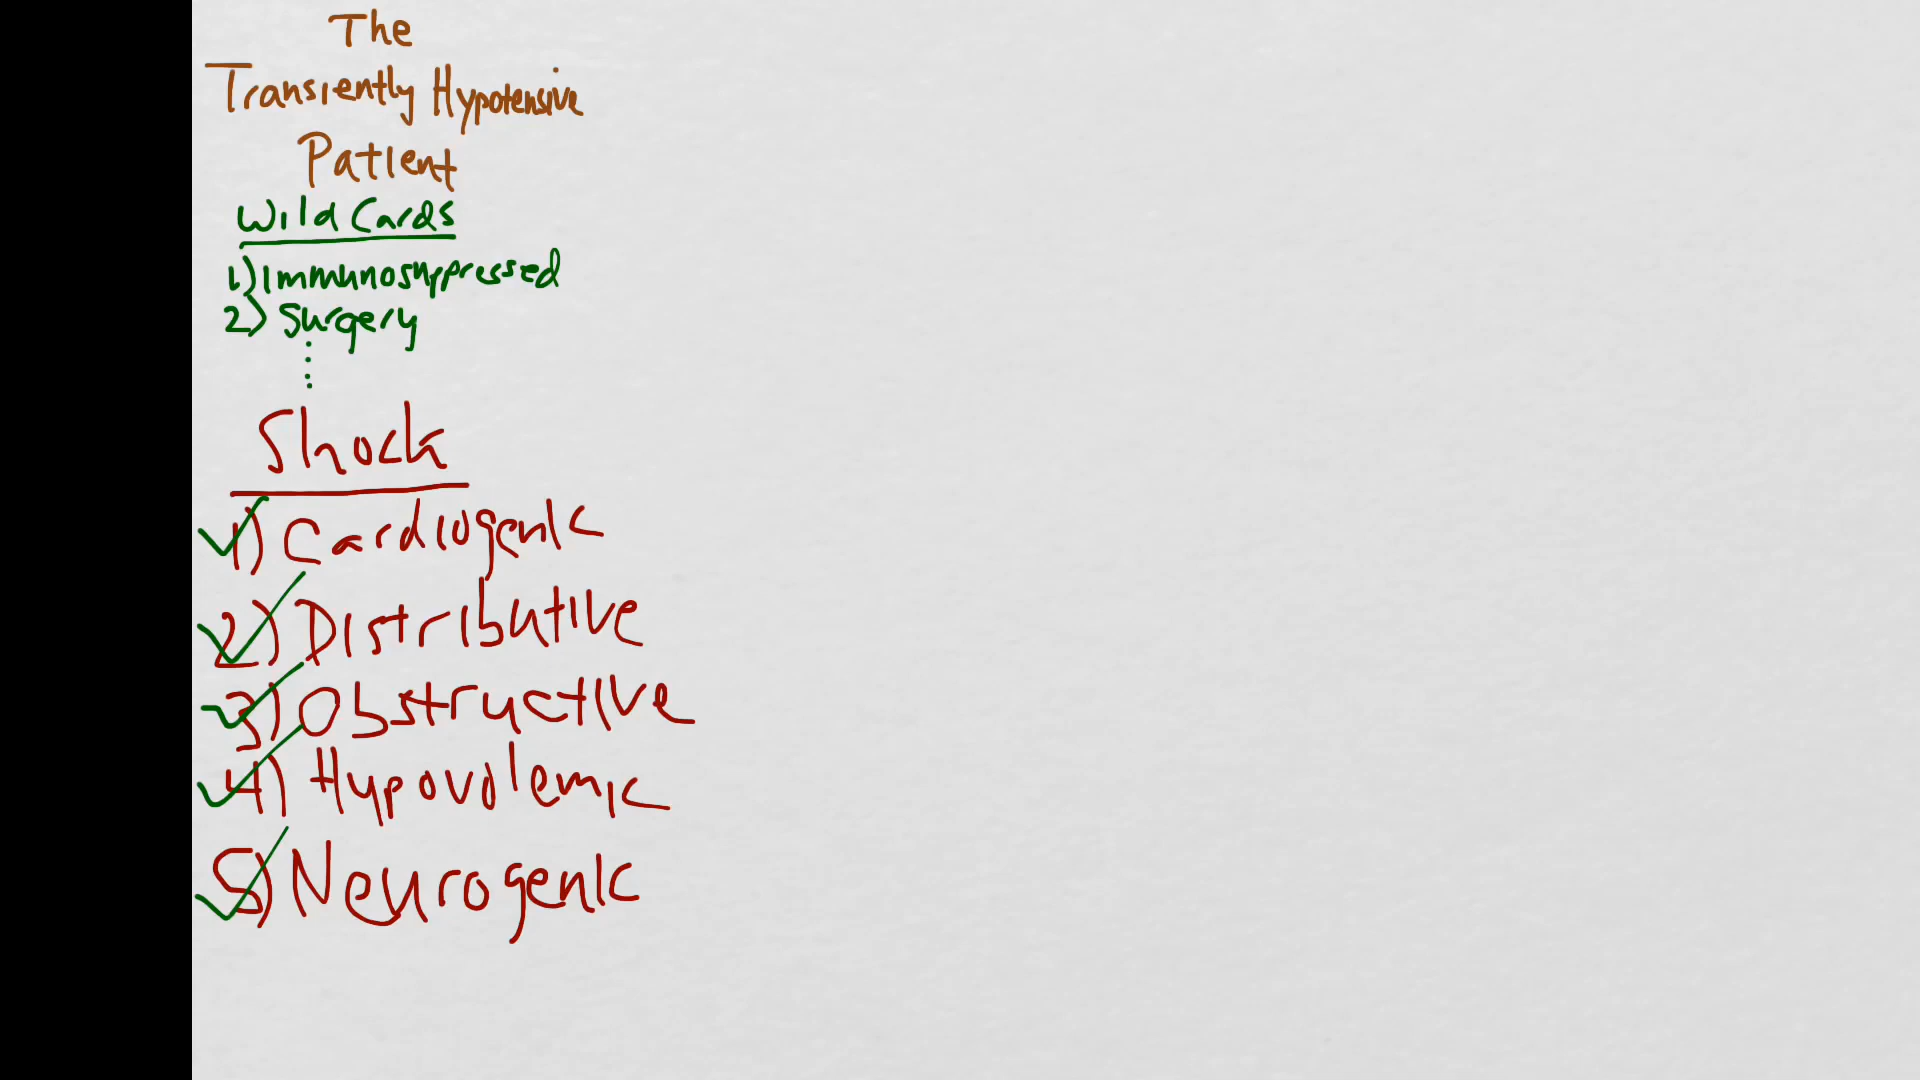 The
Transiently Hypotensive
Patient
Wild Cards
1) Immunosuppressed
2) Surgery
Shock
1) Cardiogenic
2) Distributive
3) Obstructive
4) Hypovolemic
5) Neurogenic